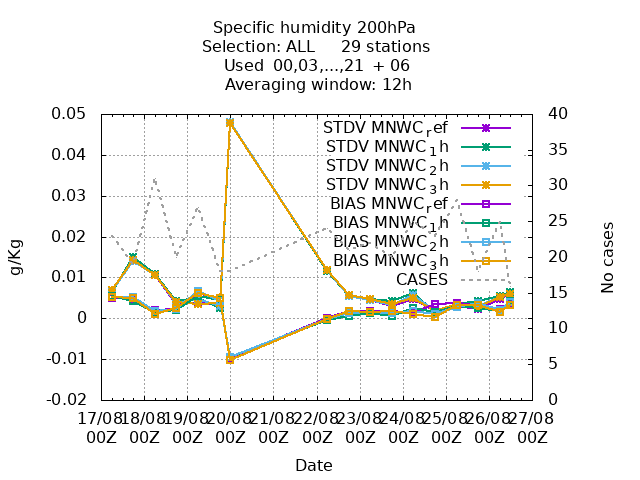 Specific humidity 200hPa
Selection: ALL     29 stations
Used  00,03,...,21  + 06
Averaging window: 12h
0.05
0.04
0.03
0.02
0.01
0
-0.01
-0.02
g/Kg
40
35
30
25
20
15
10
5
0
No cases
STDV MNWC_ref
STDV MNWC_1h
STDV MNWC_2h
STDV MNWC_3h
BIAS MNWC_ref
BIAS MNWC_1h
BIAS MNWC_2h
BIAS MNWC_3h
CASES
17/08 18/08 19/08 20/08 21/08 22/08 23/08 24/08 25/08 26/08 27/08
00Z 00Z 00Z 00Z 00Z 00Z 00Z 00Z 00Z 00Z 00Z
Date